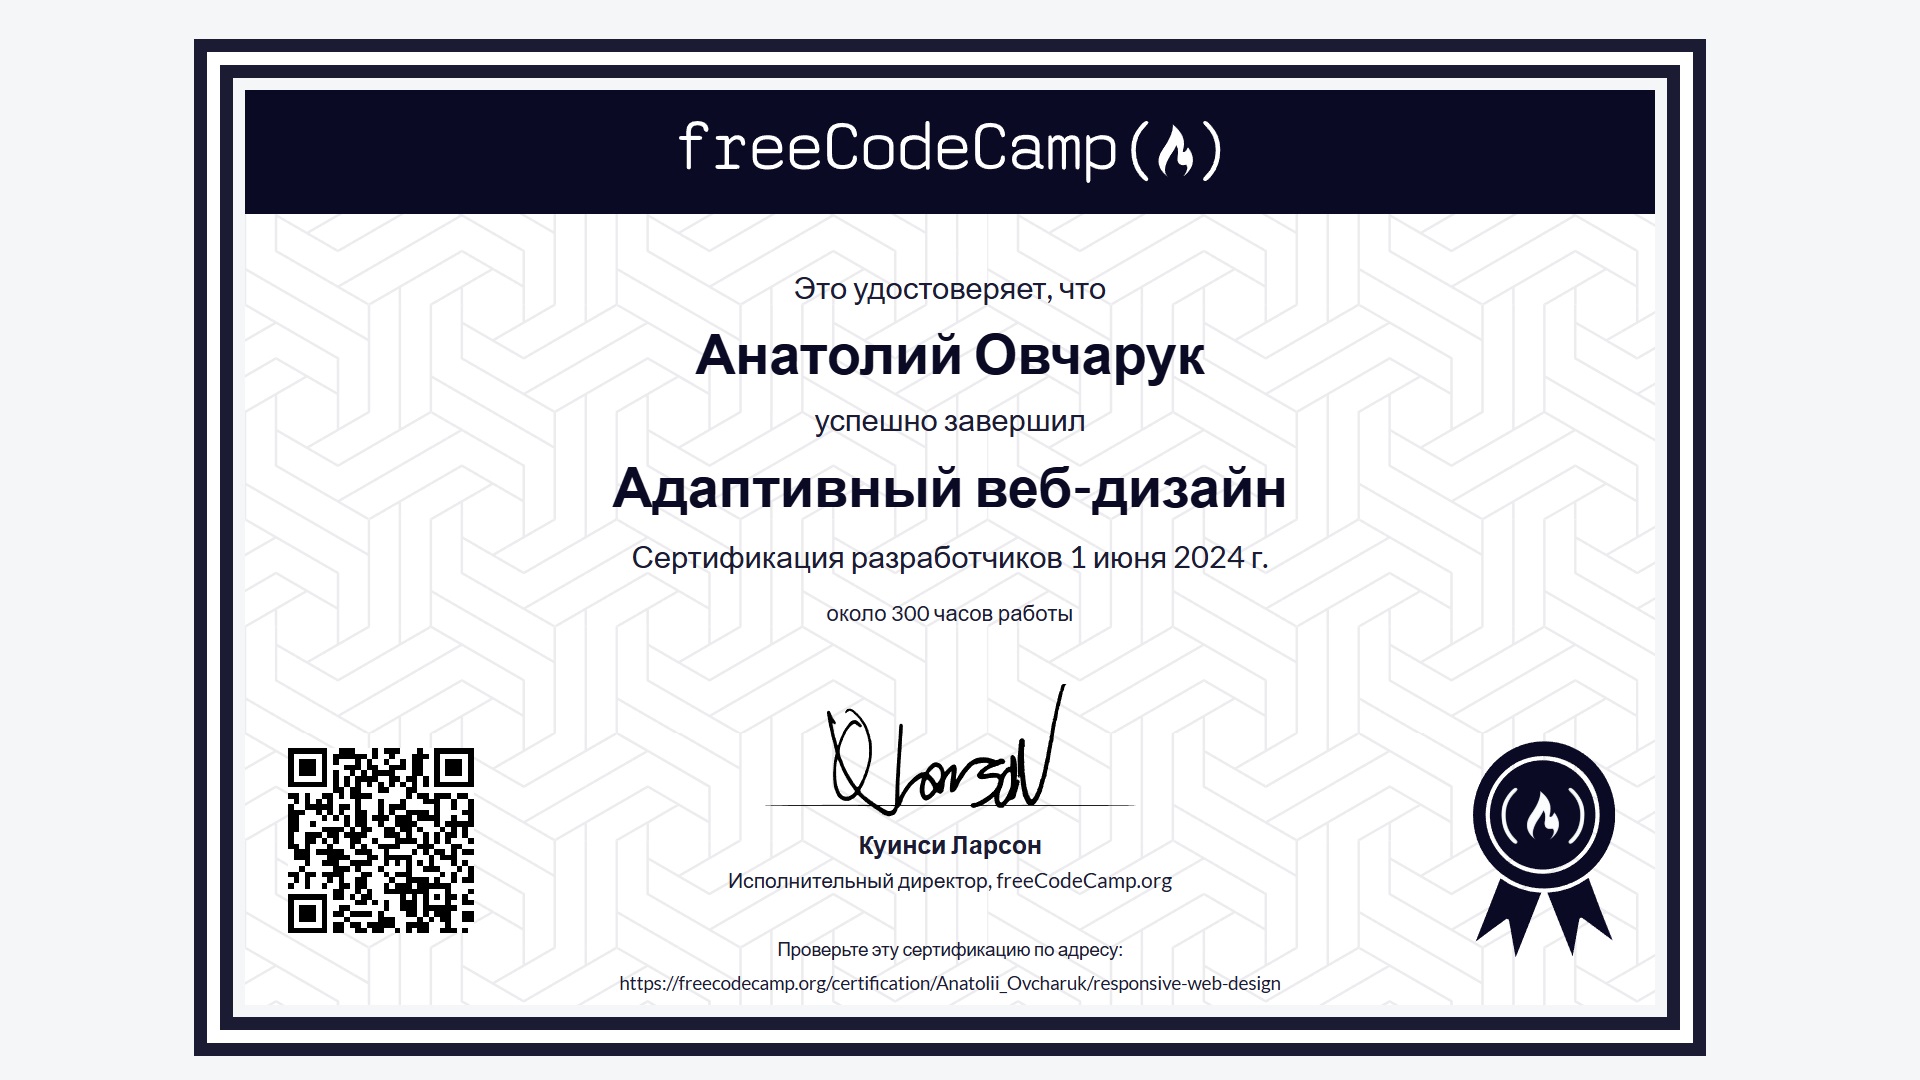 freeCodeCamp
Это удостоверяет, что
Анатолий Овчарук
успешно завершил
Адаптивный веб-дизайн
Сертификация разработчиков 1 июня 2024 г.
около 300 часов работы
Куинси Ларсон
Исполнительный директор, freeCodeCamp.org
Проверьте эту сертификацию по адресу:
https://freecodecamp.org/certification/Anatolii_Ovcharuk/responsive-web-design